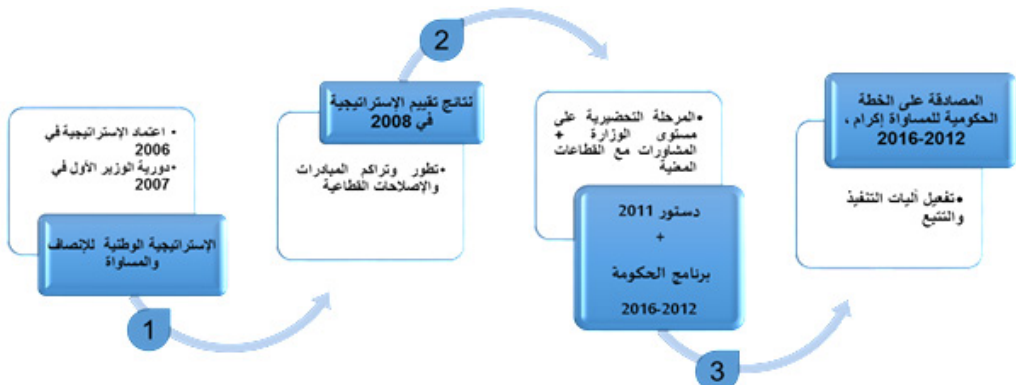 • اعتماد الإستراتيجية في
2006
• دورية الوزير الأول في
2007
الإستراتيجية الوطنية للإنصاف
والمساواة
1
نتائج تقييم الإستراتيجية
في 2008
•تطور وتراكم المبادرات
والإصلاحات القطاعية
2
•المرحلة التحضيرية على
مستوى الوزارة +
المشاورات مع القطاعات
المعنية
دستور 2011
+
برنامج الحكومة
2012-2016
3
المصادقة على الخطة
الحكومية للمساواة إكرام ،
2012-2016
•تفعيل أليات التنفيذ
والتتبع